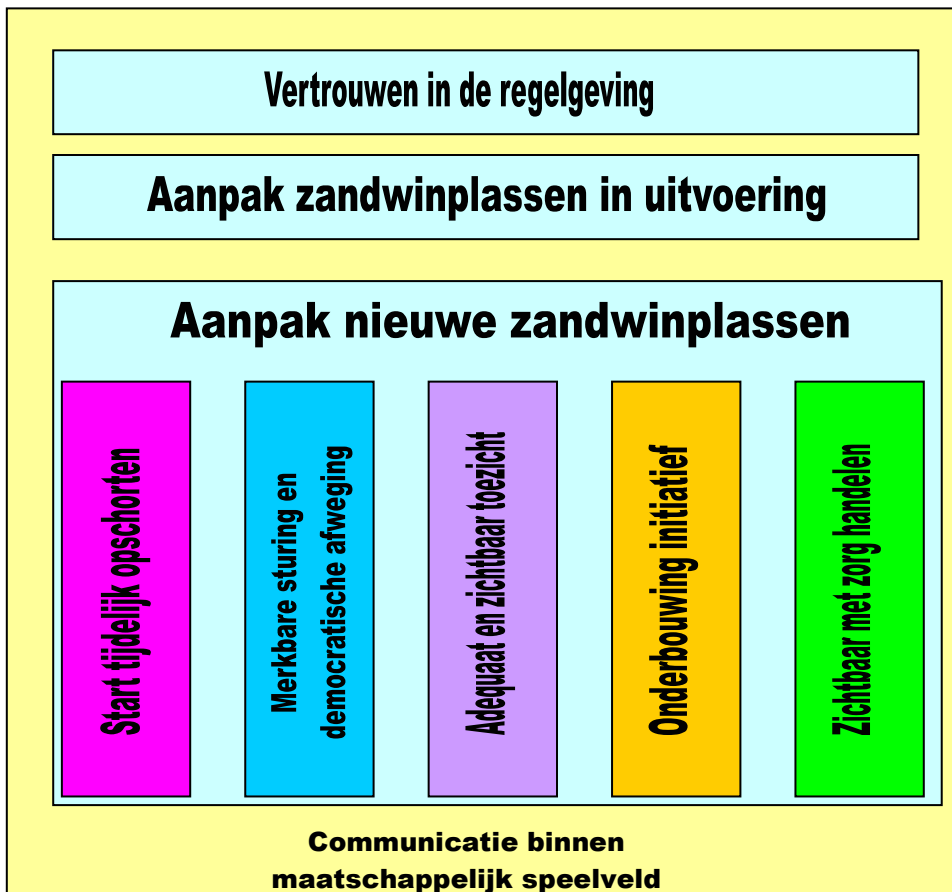 Vertrouwen in de regelgeving
Aanpak zandwinplassen in uitvoering
Aanpak nieuwe zandwinplassen
Start tijdelijk opschorten
Merkbare sturing en
democratische afweging
Adequaat en zichtbaar toezicht
Onderbouwing initiatief
Zichtbaar met zorg handelen
Communicatie binnen
maatschappelijk speelveld